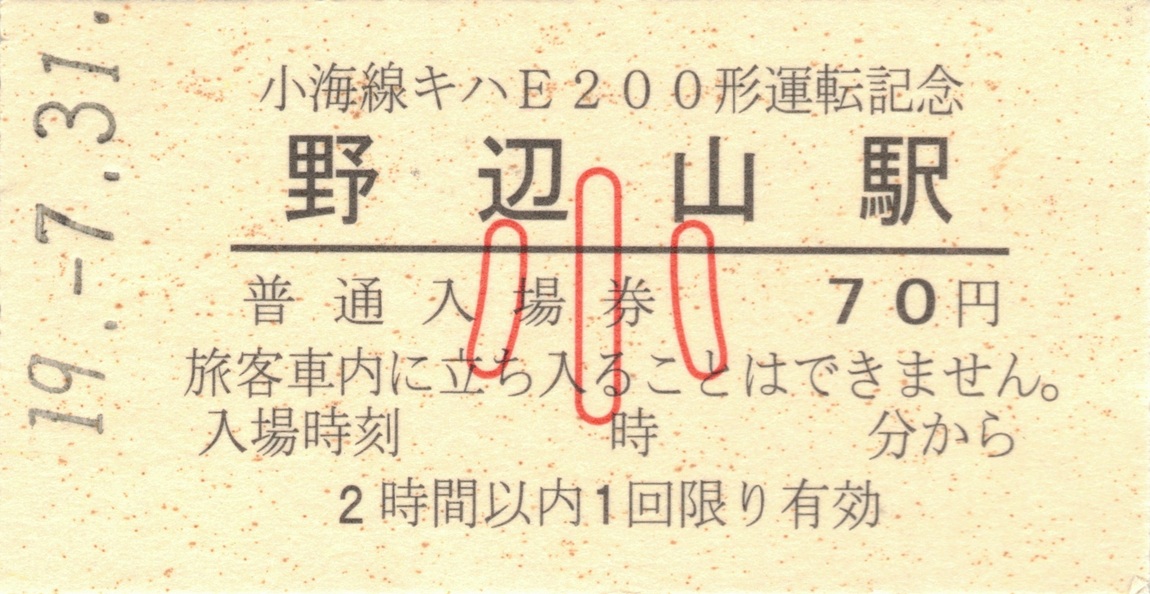 19.-7.31.
小海線キハE200形運転記念
野辺山駅
普通入場券 70円
小
旅客車内に立ち入ることはできません。
入場時刻 時 分から
2時間以内1回限り有効